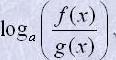 log_a ( f(x) / g(x) ).